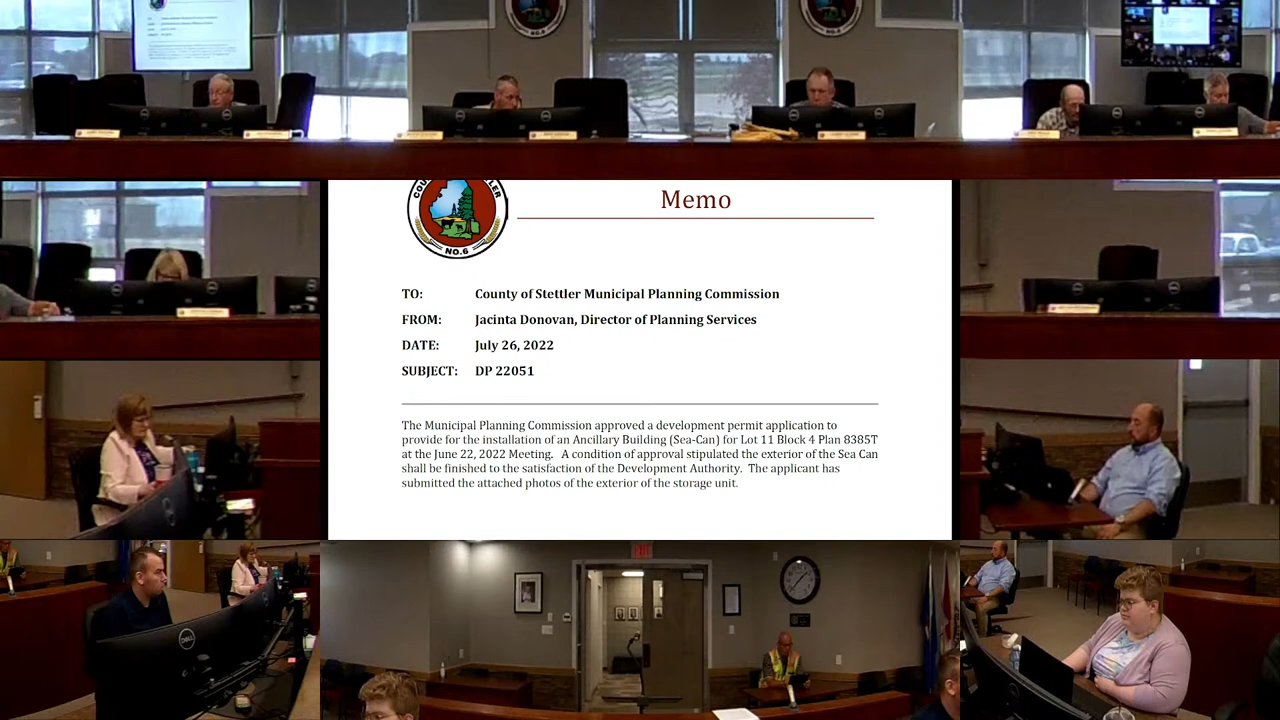 NO.6
Memo
TO: County of Stettler Municipal Planning Commission
FROM: Jacinta Donovan, Director of Planning Services
DATE: July 26, 2022
SUBJECT: DP 22051
The Municipal Planning Commission approved a development permit application to
provide for the installation of an Ancillary Building (Sea-Can) for Lot 11 Block 4 Plan 8385T
at the June 22, 2022 Meeting. A condition of approval stipulated the exterior of the Sea Can
shall be finished to the satisfaction of the Development Authority. The applicant has
submitted the attached photos of the exterior of the storage unit.
DELL
EXIT